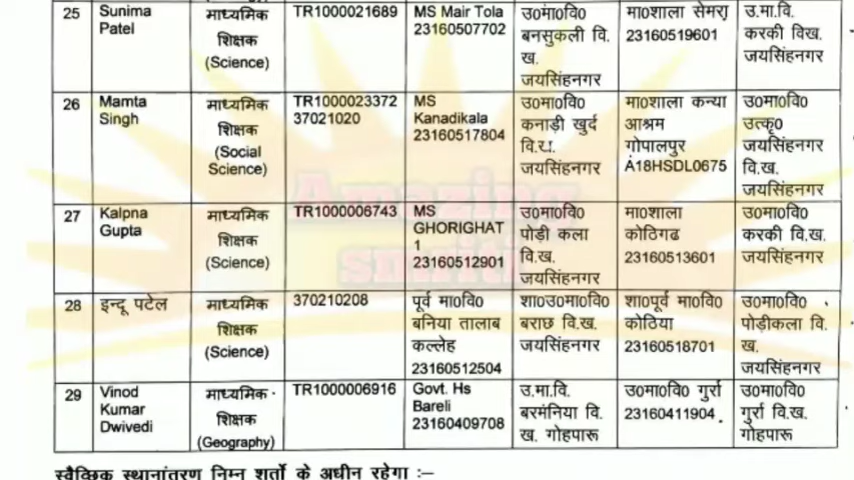 25 Sunima Patel माध्यमिक शिक्षक (Science) TR1000021689 MS Mair Tola 23160507702 उ0मा0वि0 बनसुकली वि.ख. जयसिंहनगर मा0शाला सेमरा 23160519601 उ.मा.वि. करकी विख. जयसिंहनगर
26 Mamta Singh माध्यमिक शिक्षक (Social Science) TR1000023372 37021020 MS Kanadikala 23160517804 उ0मा0वि0 कनाड़ी खुर्द जयसिंहनगर मा0शाला कन्या आश्रम गोपालपुर A18HSDL0675 उ0मा0वि0 उत्कृ0 जयसिंहनगर वि.ख. जयसिंहनगर
27 Kalpna Gupta माध्यमिक शिक्षक (Science) TR1000006743 MS GHORIGHAT 1 23160512901 उ0मा0वि0 पोड़ी कला वि.ख. जयसिंहनगर मा0शाला कोठिगढ 23160513601 उ0मा0वि0 करकी वि.ख. जयसिंहनगर
28 इन्दू पटेल माध्यमिक शिक्षक (Science) 370210208 पूर्व मा0वि0 बनिया तालाब कल्लेह 23160512504 शा0उ0मा0वि0 बराछ वि.ख. जयसिंहनगर शा0पूर्व मा0वि0 कोठिया 23160518701 उ0मा0वि0 पोड़ीकला वि.ख. जयसिंहनगर
29 Vinod Kumar Dwivedi माध्यमिक शिक्षक (Geography) TR1000006916 Govt. Hs Bareli 23160409708 उ.मा.वि. बरमंनिया वि.ख. गोहपारू उ0मा0वि0 गुर्रा 23160411904 उ0मा0वि0 गुर्रा वि.ख. गोहपारू
स्वैच्छिक स्थानांतरण निम्न शर्तो के अधीन रहेगा :–
Amazing smriti